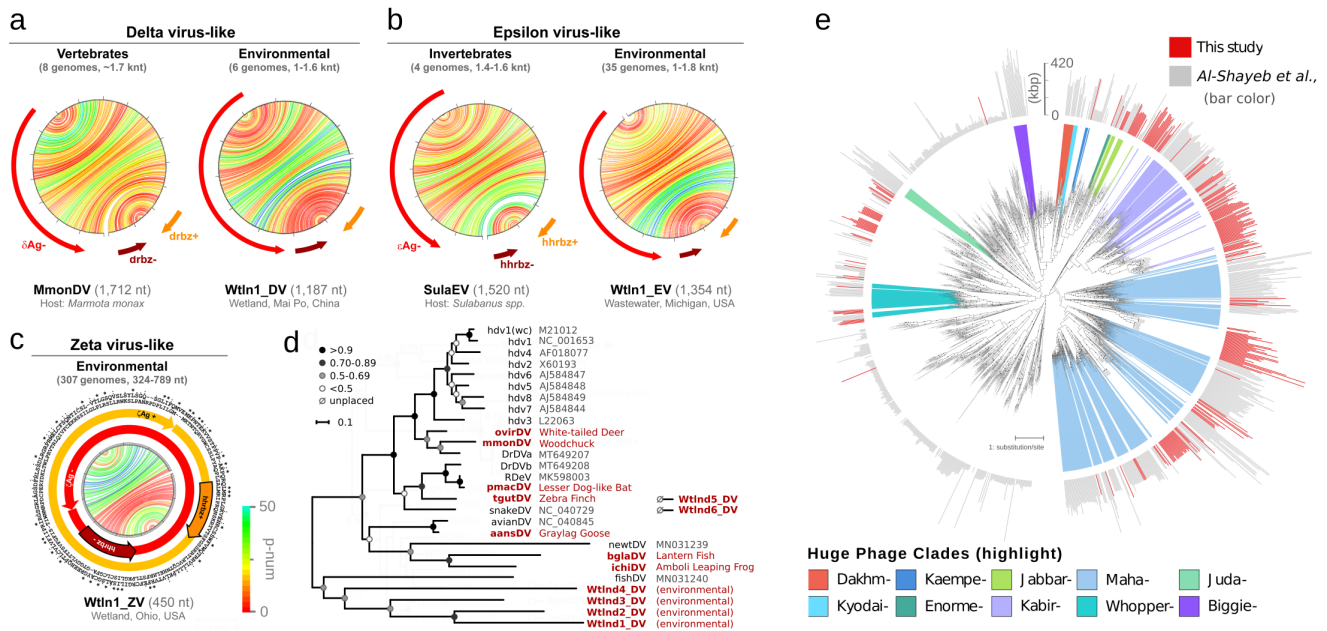 a
Delta virus-like
Vertebrates
(8 genomes, ~1.7 knt)
Environmental
(6 genomes, 1-1.6 knt)
δAg-
drbz-
drbz+
MmonDV (1,712 nt)
Host: Marmota monax
Wtln1_DV (1,187 nt)
Wetland, Mai Po, China
b
Epsilon virus-like
Invertebrates
(4 genomes, 1.4-1.6 knt)
Environmental
(35 genomes, 1-1.8 knt)
εAg-
hhrbz-
hhrbz+
SulaEV (1,520 nt)
Host: Sulabanus spp.
Wtln1_EV (1,354 nt)
Wastewater, Michigan, USA
c
Zeta virus-like
Environmental
(307 genomes, 324-789 nt)
ζAg +
ζAg -
hhrbz+
hhrbz -
50
p-num
0
Wtln1_ZV (450 nt)
Wetland, Ohio, USA
d
>0.9
0.70-0.89
0.5-0.69
<0.5
unplaced
0.1
hdv1(wc) M21012
hdv1 NC_001653
hdv4 AF018077
hdv2 X60193
hdv6 AJ584847
hdv5 AJ584848
hdv8 AJ584849
hdv7 AJ584844
hdv3 L22063
ovirDV White-tailed Deer
mmonDV Woodchuck
DrDVa MT649207
DrDVb MT649208
RDeV MK598003
pmacDV Lesser Dog-like Bat
tgutDV Zebra Finch
snakeDV NC_040729
avianDV NC_040845
aansDV Graylag Goose
newtDV MN031239
bglaDV Lantern Fish
ichiDV Amboli Leaping Frog
fishDV MN031240
Wtlnd4_DV (environmental)
Wtlnd3_DV (environmental)
Wtlnd2_DV (environmental)
Wtlnd1_DV (environmental)
Wtlnd5_DV
Wtlnd6_DV
e
420
(kbp)
0
This study
Al-Shayeb et al.,
(bar color)
1: substitution/site
Huge Phage Clades (highlight)
Dakhm- Kaempe- Jabbar- Maha- Juda-
Kyodai- Enorme- Kabir- Whopper- Biggie-